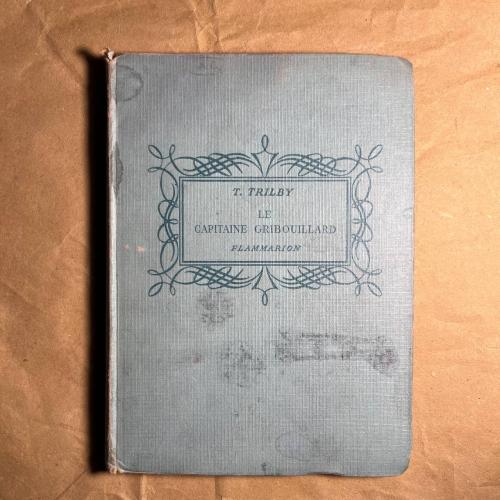 T. TRILBY
LE
CAPITAINE GRIBOUILLARD
FLAMMARION